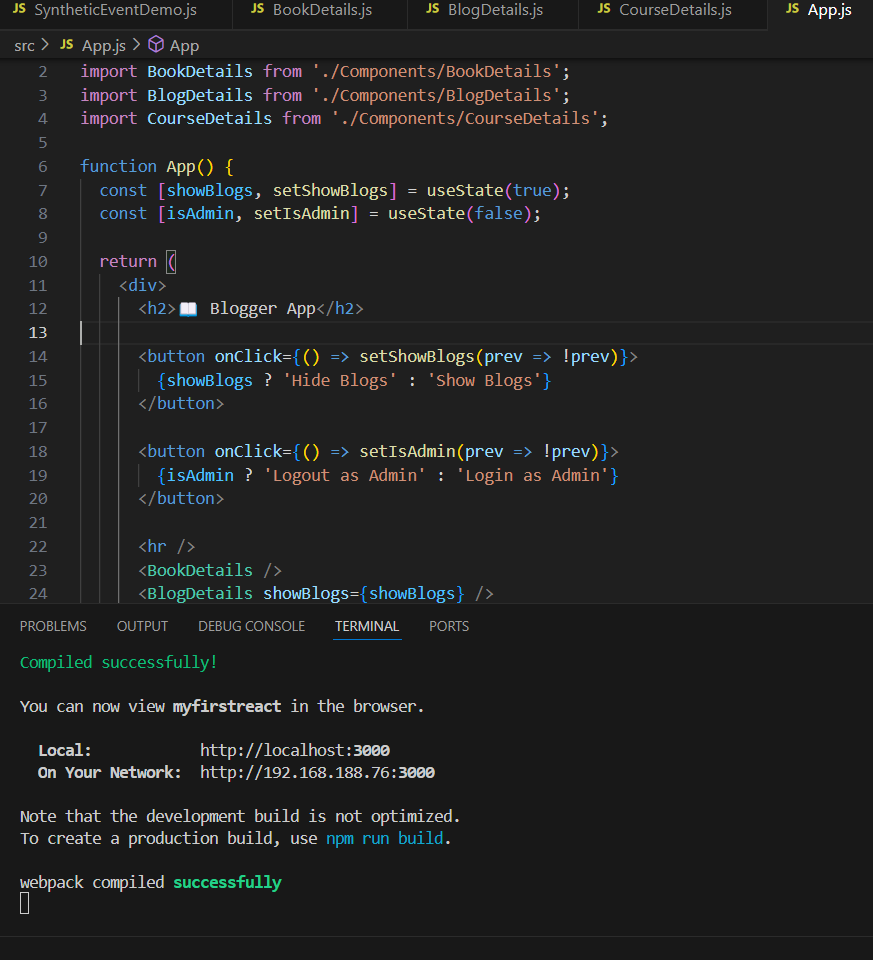 JS SyntheticEventDemo.js JS BookDetails.js JS BlogDetails.js JS CourseDetails.js JS App.js
src > JS App.js > App
2 import BookDetails from './Components/BookDetails';
3 import BlogDetails from './Components/BlogDetails';
4 import CourseDetails from './Components/CourseDetails';
5
6 function App() {
7 const [showBlogs, setShowBlogs] = useState(true);
8 const [isAdmin, setIsAdmin] = useState(false);
9
10 return (
11 <div>
12 <h2>📖 Blogger App</h2>
13
14 <button onClick={() => setShowBlogs(prev => !prev)}>
15 {showBlogs ? 'Hide Blogs' : 'Show Blogs'}
16 </button>
17
18 <button onClick={() => setIsAdmin(prev => !prev)}>
19 {isAdmin ? 'Logout as Admin' : 'Login as Admin'}
20 </button>
21
22 <hr />
23 <BookDetails />
24 <BlogDetails showBlogs={showBlogs} />
PROBLEMS OUTPUT DEBUG CONSOLE TERMINAL PORTS
Compiled successfully!
You can now view myfirstreact in the browser.
Local: http://localhost:3000
On Your Network: http://192.168.188.76:3000
Note that the development build is not optimized.
To create a production build, use npm run build.
webpack compiled successfully